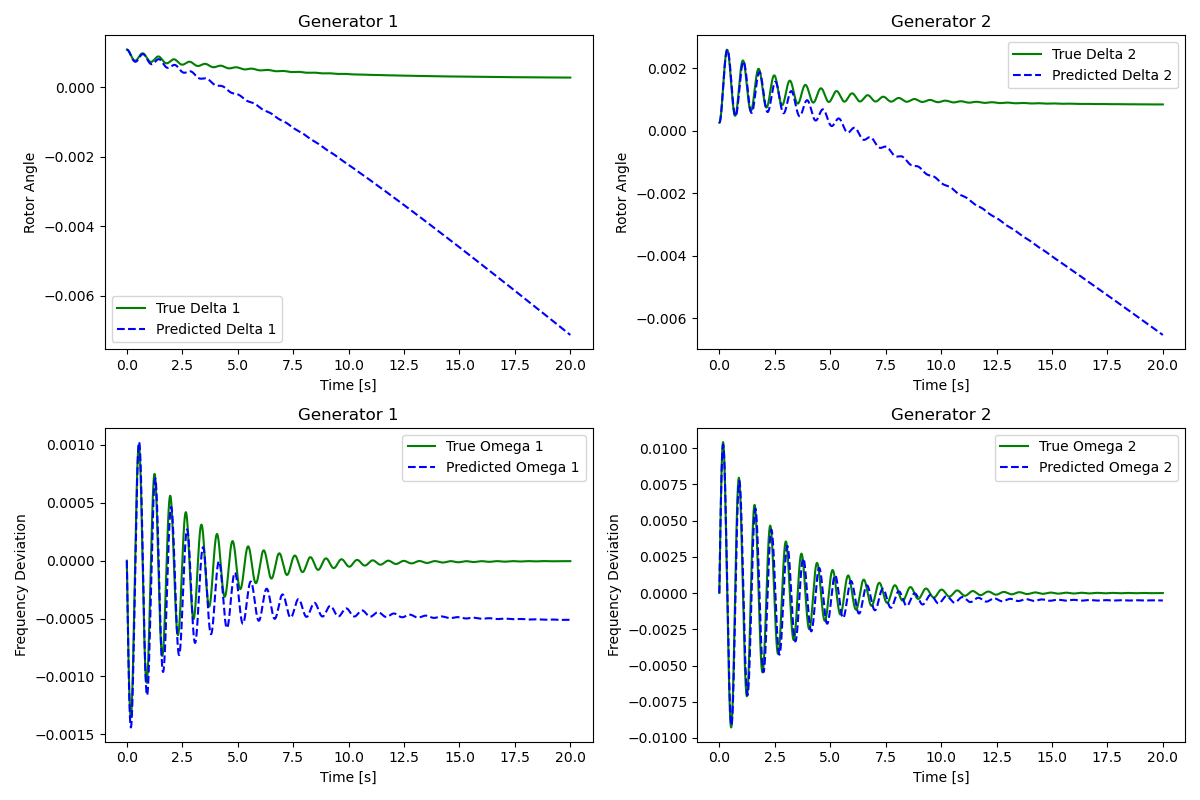 Generator 1
0.000
−0.002
−0.004
−0.006
Rotor Angle
True Delta 1
Predicted Delta 1
0.0 2.5 5.0 7.5 10.0 12.5 15.0 17.5 20.0
Time [s]
Generator 2
0.002
0.000
−0.002
−0.004
−0.006
Rotor Angle
True Delta 2
Predicted Delta 2
0.0 2.5 5.0 7.5 10.0 12.5 15.0 17.5 20.0
Time [s]
Generator 1
0.0010
0.0005
0.0000
−0.0005
−0.0010
−0.0015
Frequency Deviation
True Omega 1
Predicted Omega 1
0.0 2.5 5.0 7.5 10.0 12.5 15.0 17.5 20.0
Time [s]
Generator 2
0.0100
0.0075
0.0050
0.0025
0.0000
−0.0025
−0.0050
−0.0075
−0.0100
Frequency Deviation
True Omega 2
Predicted Omega 2
0.0 2.5 5.0 7.5 10.0 12.5 15.0 17.5 20.0
Time [s]